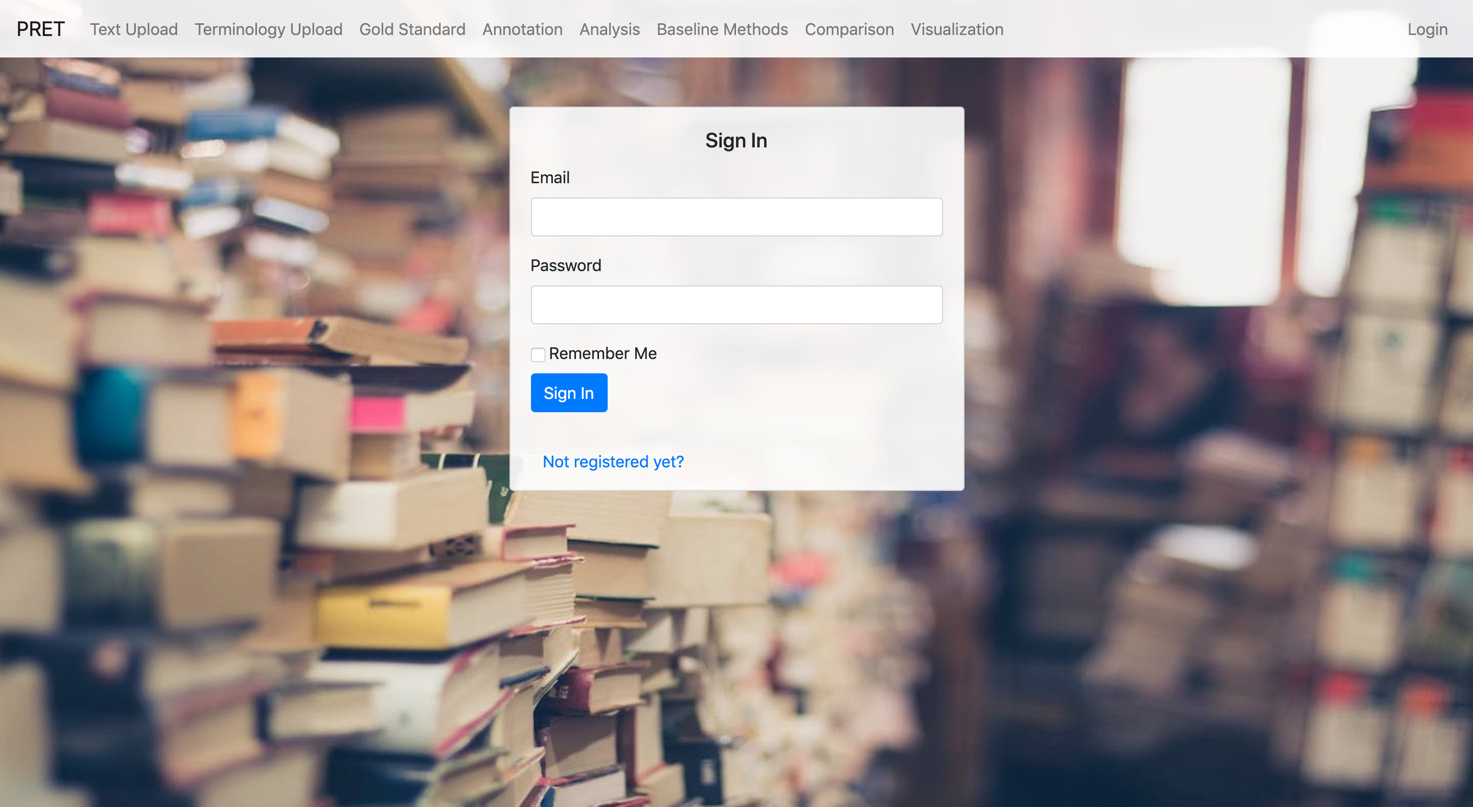 PRET Text Upload Terminology Upload Gold Standard Annotation Analysis Baseline Methods Comparison Visualization Login
Sign In
Email
Password
Remember Me
Sign In
Not registered yet?